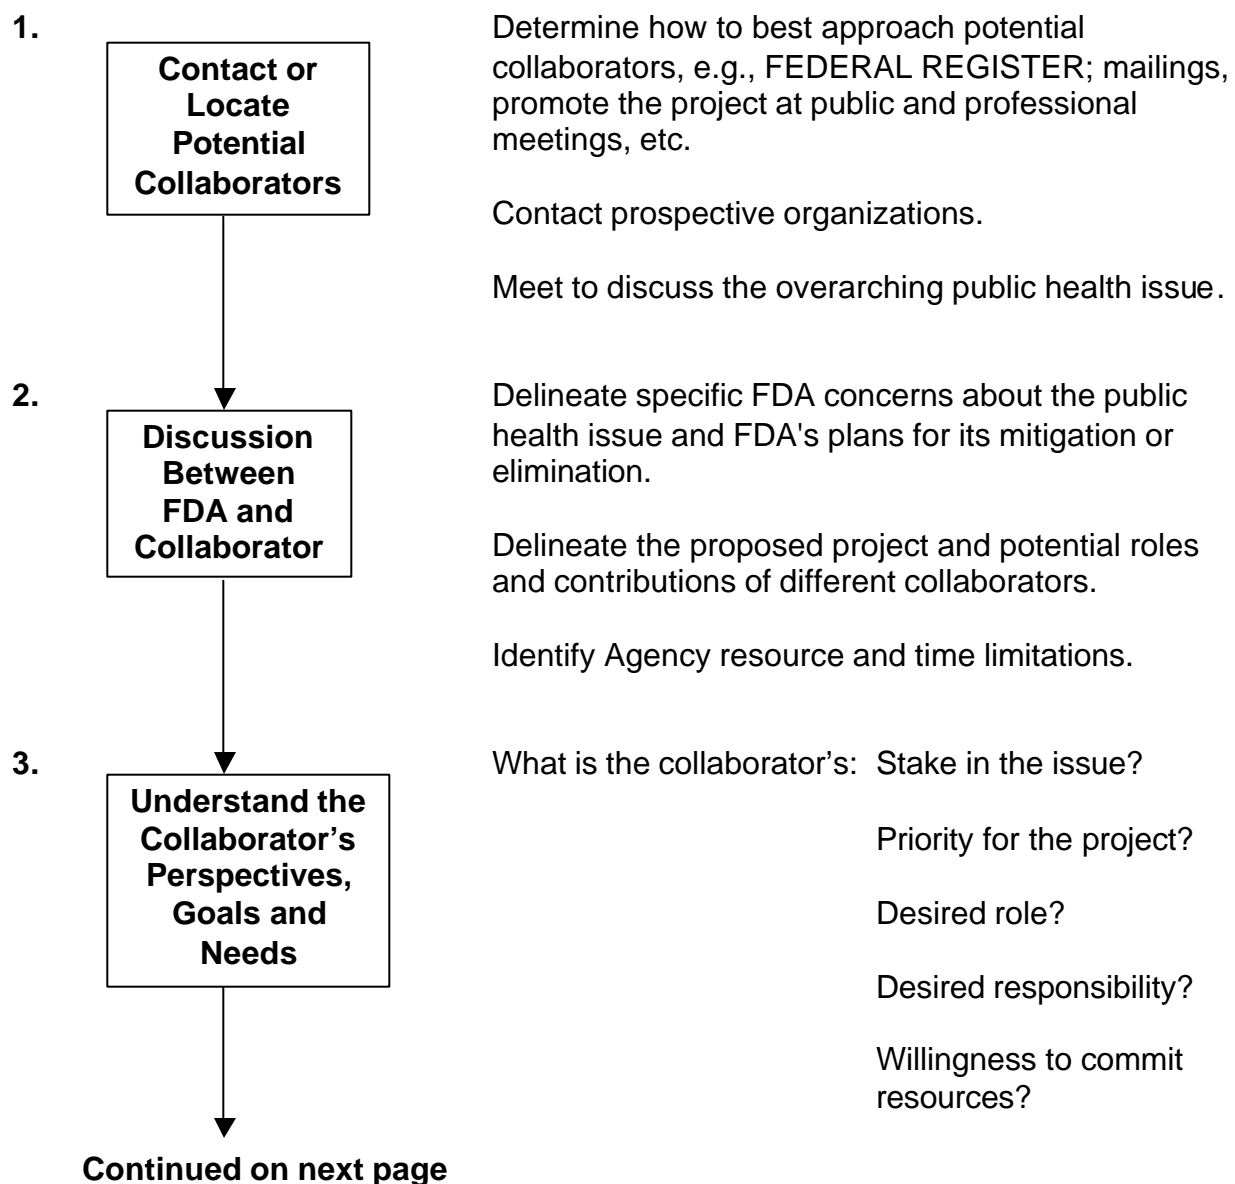 1.
Contact or
Locate
Potential
Collaborators
Determine how to best approach potential
collaborators, e.g., FEDERAL REGISTER; mailings,
promote the project at public and professional
meetings, etc.
Contact prospective organizations.
Meet to discuss the overarching public health issue.
2.
Discussion
Between
FDA and
Collaborator
Delineate specific FDA concerns about the public
health issue and FDA's plans for its mitigation or
elimination.
Delineate the proposed project and potential roles
and contributions of different collaborators.
Identify Agency resource and time limitations.
3.
Understand the
Collaborator’s
Perspectives,
Goals and
Needs
What is the collaborator’s: Stake in the issue?
Priority for the project?
Desired role?
Desired responsibility?
Willingness to commit
resources?
Continued on next page